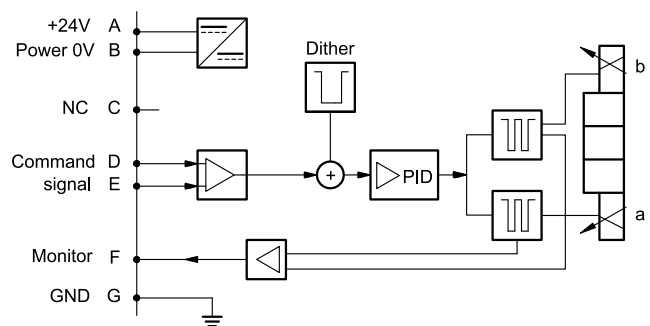 +24V A
Power 0V B
Dither
b
NC C
Command D
signal E
PID
a
Monitor F
GND G